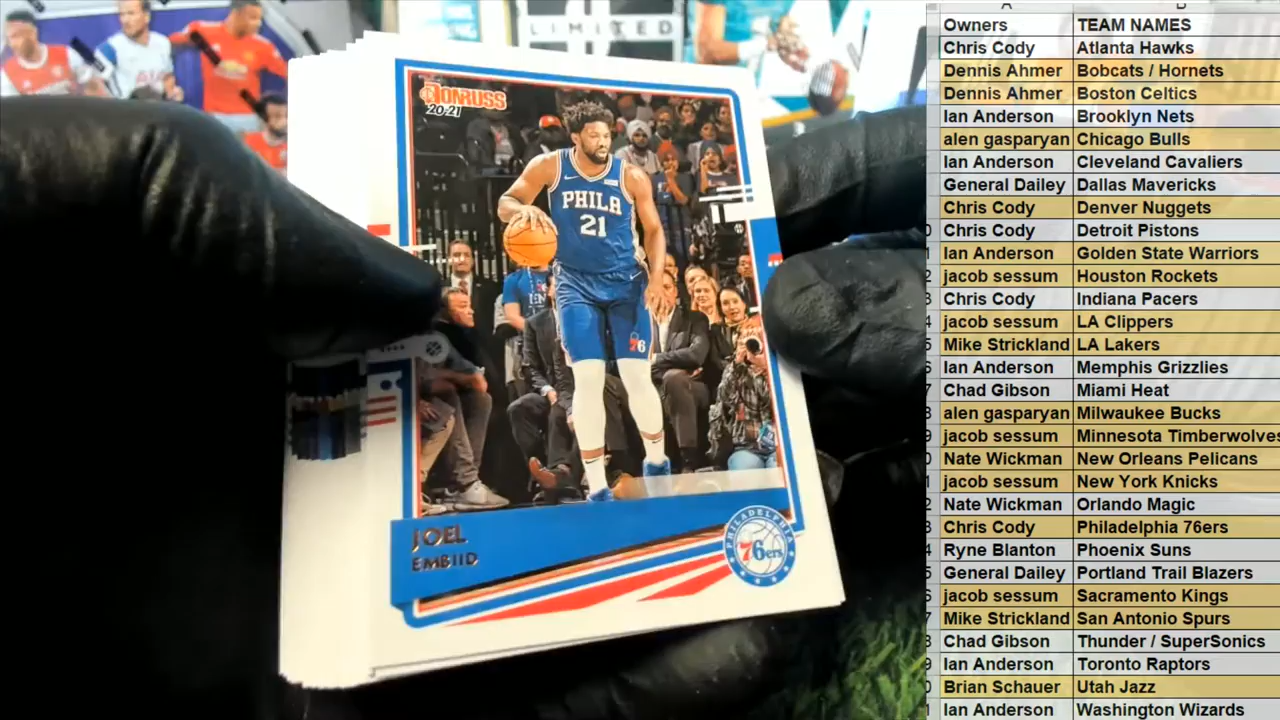 LIMITED
DONRUSS
20-21
PHILA
21
76
JOEL
EMBIID
PHILADELPHIA
76ers
A B
Owners TEAM NAMES
Chris Cody Atlanta Hawks
Dennis Ahmer Bobcats / Hornets
Dennis Ahmer Boston Celtics
Ian Anderson Brooklyn Nets
alen gasparyan Chicago Bulls
Ian Anderson Cleveland Cavaliers
General Dailey Dallas Mavericks
Chris Cody Denver Nuggets
Chris Cody Detroit Pistons
Ian Anderson Golden State Warriors
jacob sessum Houston Rockets
Chris Cody Indiana Pacers
jacob sessum LA Clippers
Mike Strickland LA Lakers
Ian Anderson Memphis Grizzlies
Chad Gibson Miami Heat
alen gasparyan Milwaukee Bucks
jacob sessum Minnesota Timberwolves
Nate Wickman New Orleans Pelicans
jacob sessum New York Knicks
Nate Wickman Orlando Magic
Chris Cody Philadelphia 76ers
Ryne Blanton Phoenix Suns
General Dailey Portland Trail Blazers
jacob sessum Sacramento Kings
Mike Strickland San Antonio Spurs
Chad Gibson Thunder / SuperSonics
Ian Anderson Toronto Raptors
Brian Schauer Utah Jazz
Ian Anderson Washington Wizards